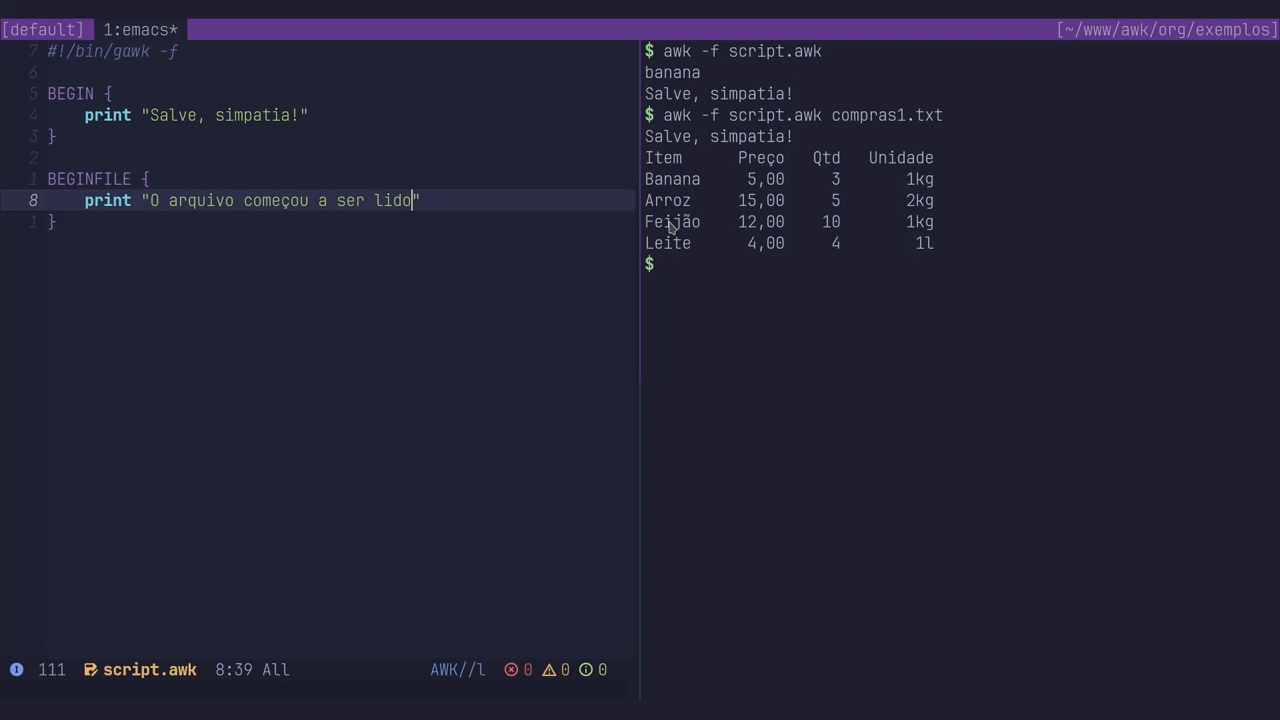 [default] 1:emacs* [~/www/awk/org/exemplos]
7 #!/bin/gawk -f
6
5 BEGIN {
4 print "Salve, simpatia!"
3 }
2
1 BEGINFILE {
8 print "O arquivo começou a ser lido"
1 }
I 111 script.awk 8:39 All AWK//l 0 0 0
$ awk -f script.awk
banana
Salve, simpatia!
$ awk -f script.awk compras1.txt
Salve, simpatia!
Item Preço Qtd Unidade
Banana 5,00 3 1kg
Arroz 15,00 5 2kg
Feijão 12,00 10 1kg
Leite 4,00 4 1l
$